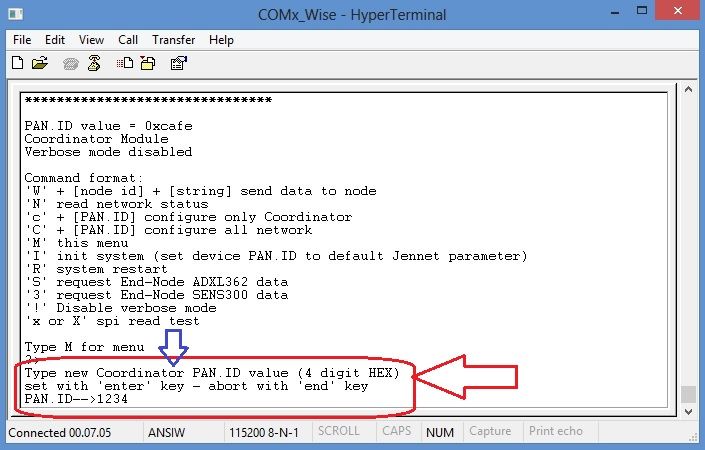 COMx_Wise - HyperTerminal
File Edit View Call Transfer Help
*******************************
PAN.ID value = 0xcafe
Coordinator Module
Verbose mode disabled
Command format:
'W' + [node id] + [string] send data to node
'N' read network status
'c' + [PAN.ID] configure only Coordinator
'C' + [PAN.ID] configure all network
'M' this menu
'I' init system (set device PAN.ID to default Jennet parameter)
'R' system restart
'S' request End-Node ADXL362 data
'3' request End-Node SENS300 data
'!' Disable verbose mode
'x or X' spi read test
Type M for menu
Type new Coordinator PAN.ID value (4 digit HEX)
set with 'enter' key - abort with 'end' key
PAN.ID-->1234
Connected 00.07.05 ANSIW 115200 8-N-1 SCROLL CAPS NUM Capture Print echo